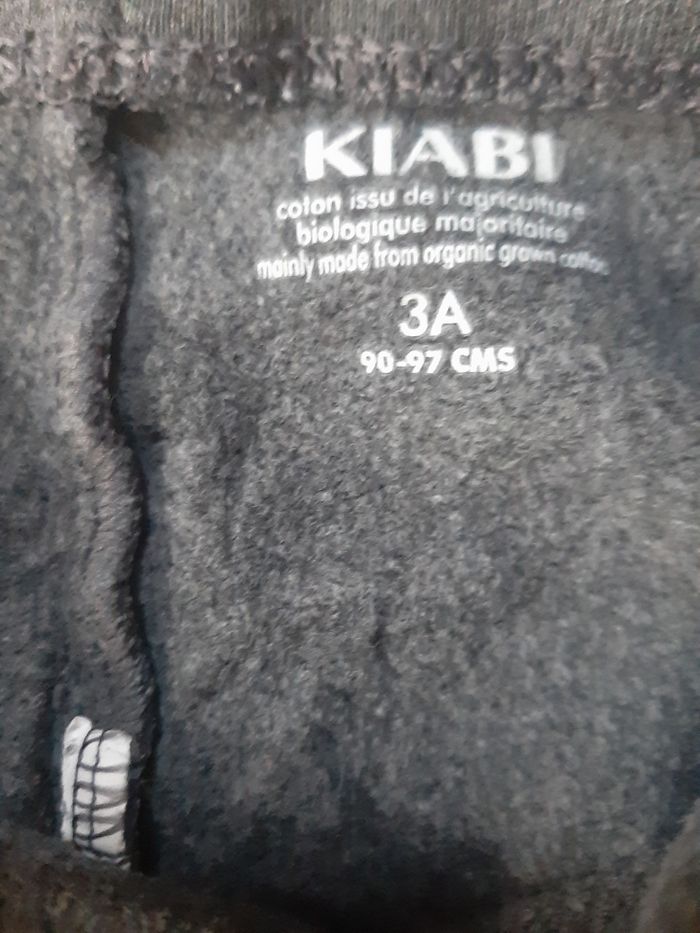 KIABI
coton issu de l'agriculture
biologique majoritaire
mainly made from organic grown cotton
3A
90-97 CMS